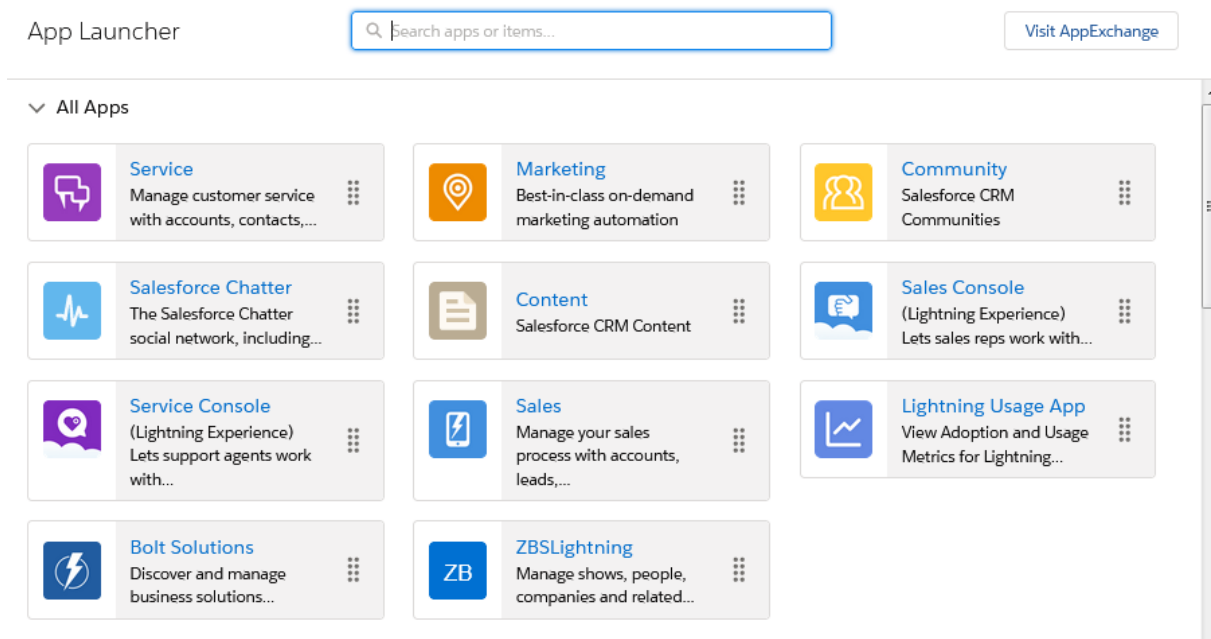 App Launcher
Search apps or items...
Visit AppExchange
All Apps
Service
Manage customer service
with accounts, contacts,...
Marketing
Best-in-class on-demand
marketing automation
Community
Salesforce CRM
Communities
Salesforce Chatter
The Salesforce Chatter
social network, including...
Content
Salesforce CRM Content
Sales Console
(Lightning Experience)
Lets sales reps work with...
Service Console
(Lightning Experience)
Lets support agents work
with...
Sales
Manage your sales
process with accounts,
leads,...
Lightning Usage App
View Adoption and Usage
Metrics for Lightning...
Bolt Solutions
Discover and manage
business solutions...
ZB
ZBSLightning
Manage shows, people,
companies and related...